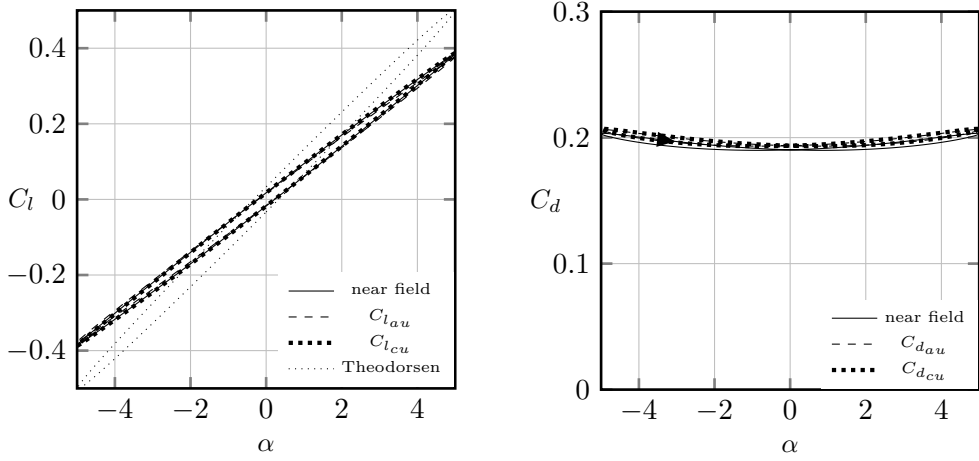 0.4
0.2
0
−0.2
−0.4
C_l
−4
−2
0
2
4
α
near field
C_{l_{au}}
C_{l_{cu}}
Theodorsen
0.3
0.2
0.1
0
C_d
−4
−2
0
2
4
α
near field
C_{d_{au}}
C_{d_{cu}}